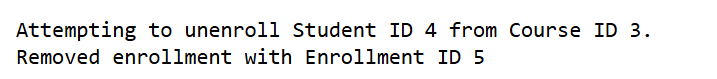 Attempting to unenroll Student ID 4 from Course ID 3.
Removed enrollment with Enrollment ID 5